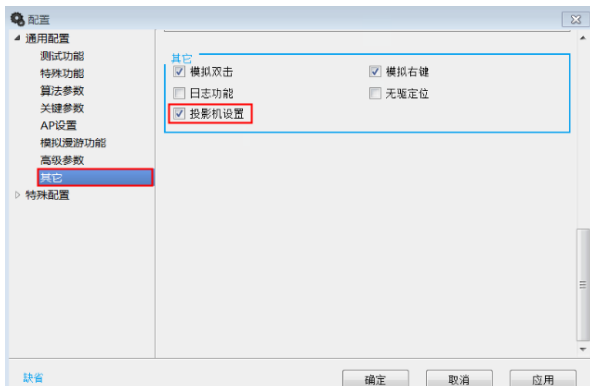 配置
通用配置
测试功能
特殊功能
算法参数
关键参数
AP设置
模拟漫游功能
高级参数
其它
特殊配置
其它
模拟双击
模拟右键
日志功能
无驱定位
投影机设置
缺省
确定
取消
应用